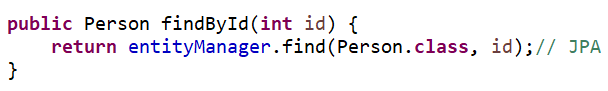 public Person findById(int id) {
    return entityManager.find(Person.class, id);// JPA
}